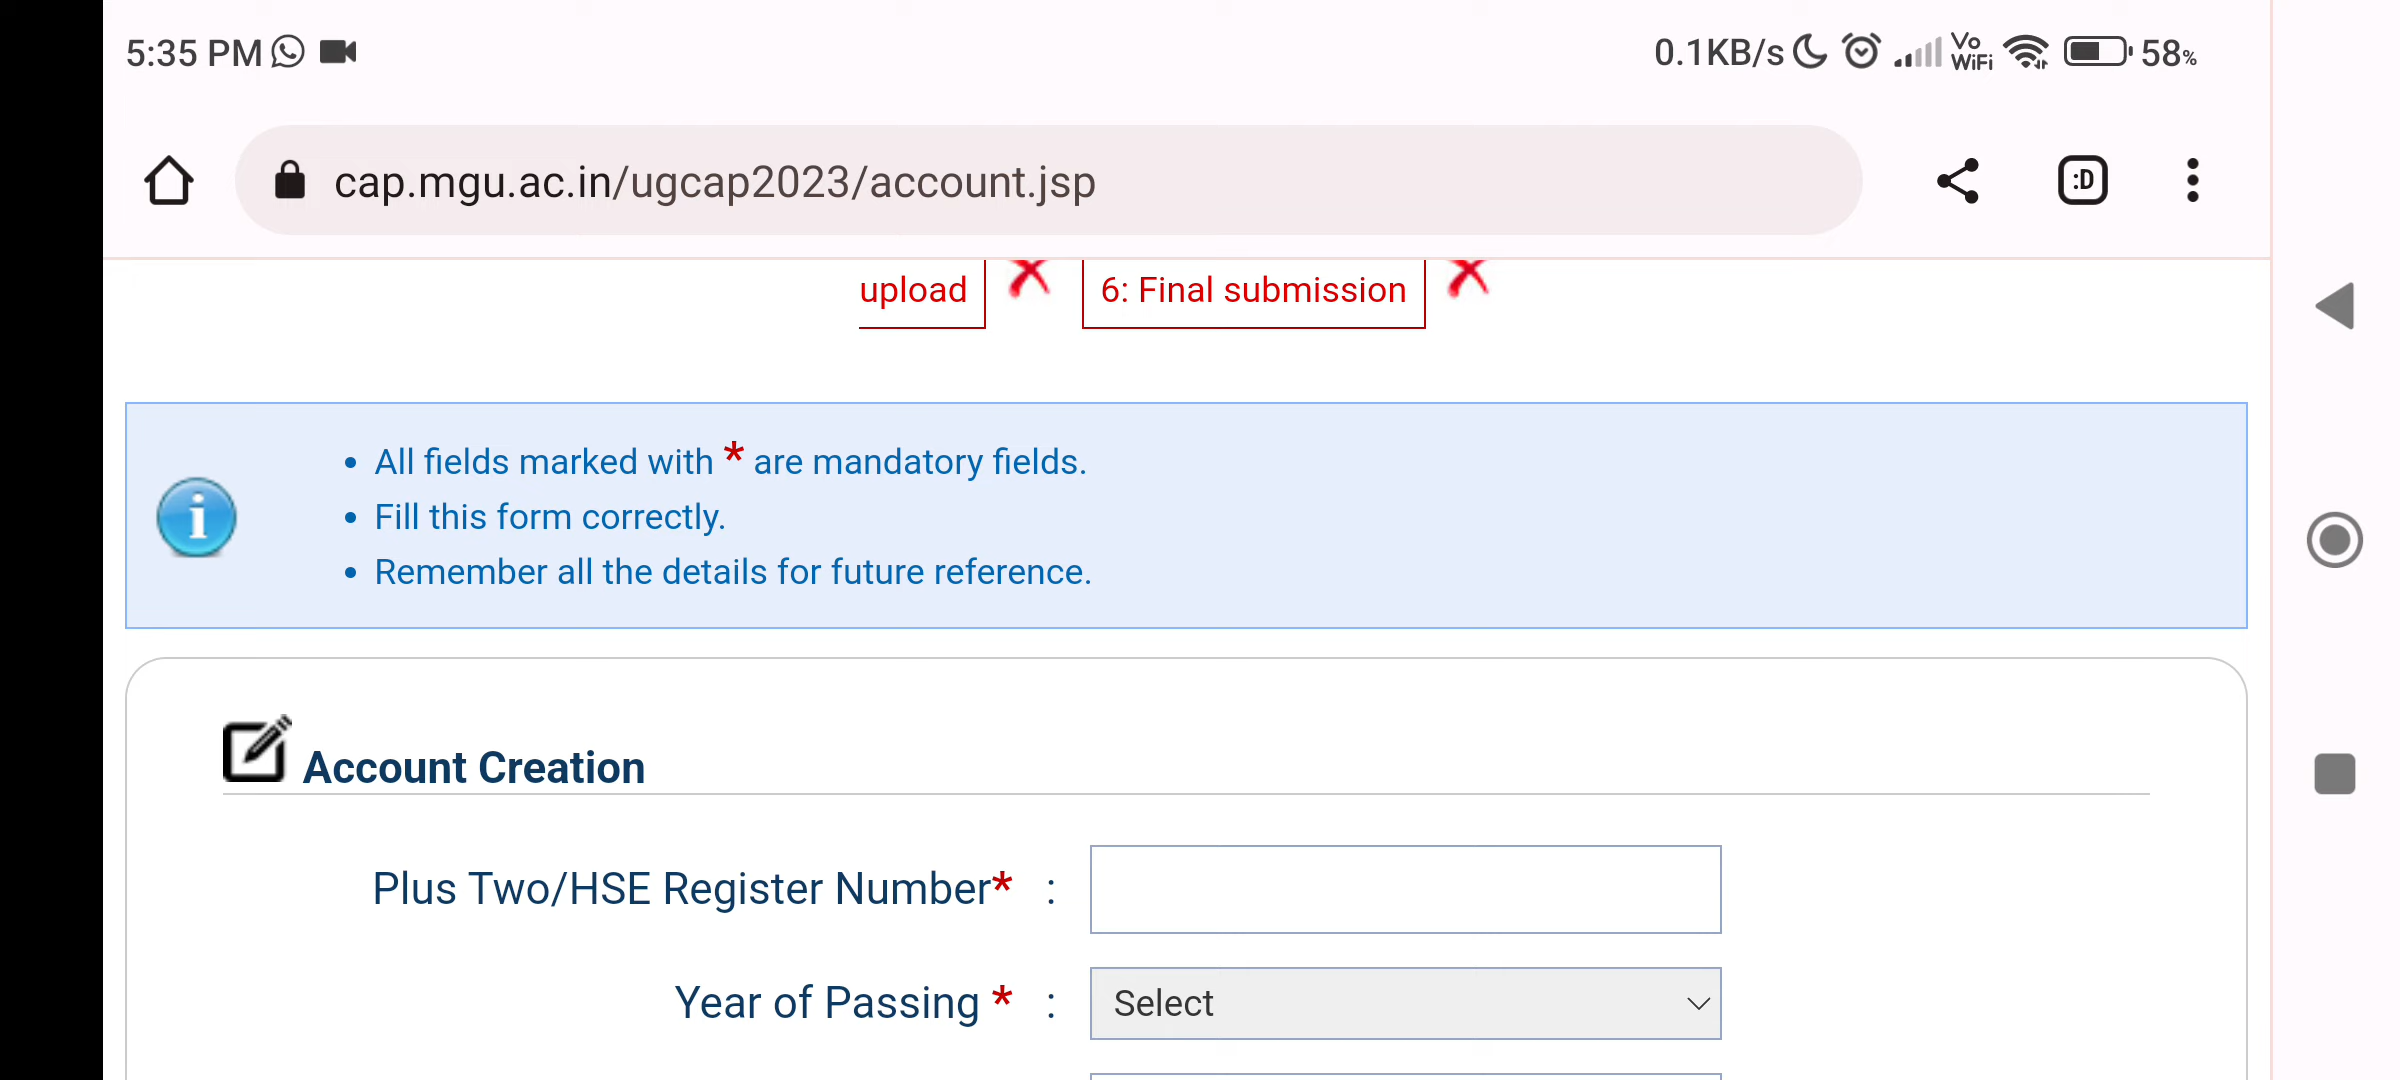 5:35 PM
0.1KB/s Vo WiFi 58%
cap.mgu.ac.in/ugcap2023/account.jsp
:D
upload
6: Final submission
All fields marked with * are mandatory fields.
Fill this form correctly.
Remember all the details for future reference.
Account Creation
Plus Two/HSE Register Number* :
Year of Passing * : Select